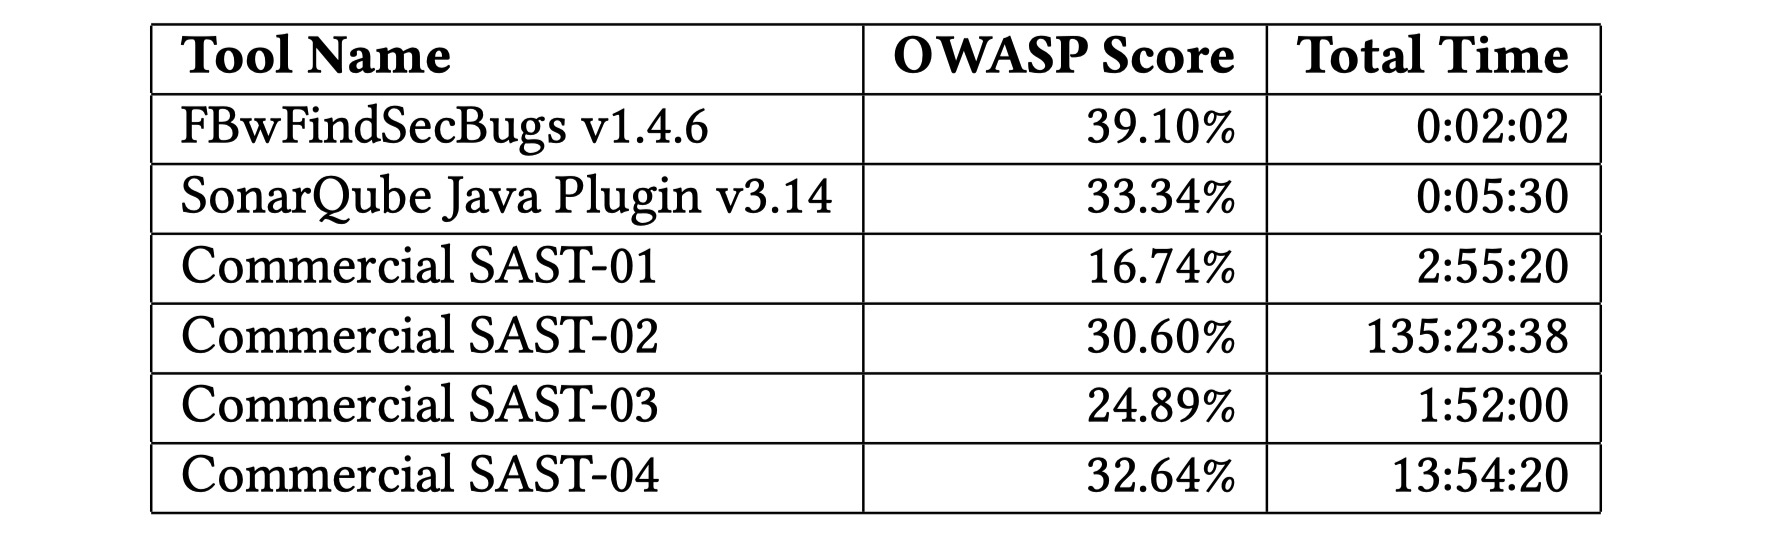 Tool Name OWASP Score Total Time
FBwFindSecBugs v1.4.6 39.10% 0:02:02
SonarQube Java Plugin v3.14 33.34% 0:05:30
Commercial SAST-01 16.74% 2:55:20
Commercial SAST-02 30.60% 135:23:38
Commercial SAST-03 24.89% 1:52:00
Commercial SAST-04 32.64% 13:54:20